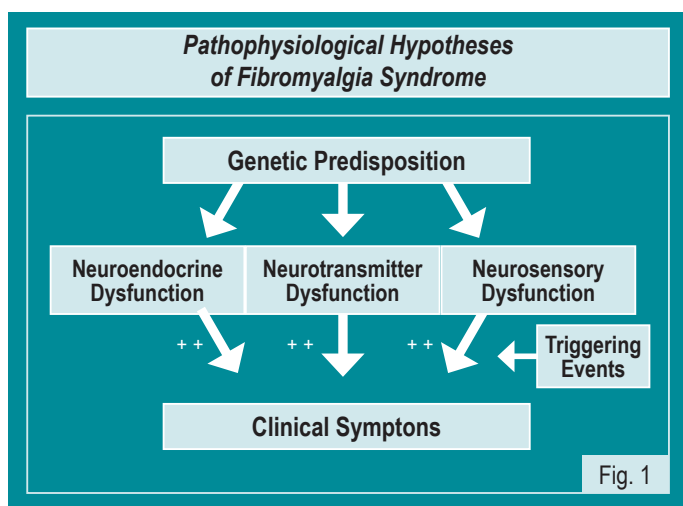 Pathophysiological Hypotheses
of Fibromyalgia Syndrome
Genetic Predisposition
Neuroendocrine
Dysfunction
Neurotransmitter
Dysfunction
Neurosensory
Dysfunction
+ +
+ +
+ +
Triggering
Events
Clinical Symptons
Fig. 1